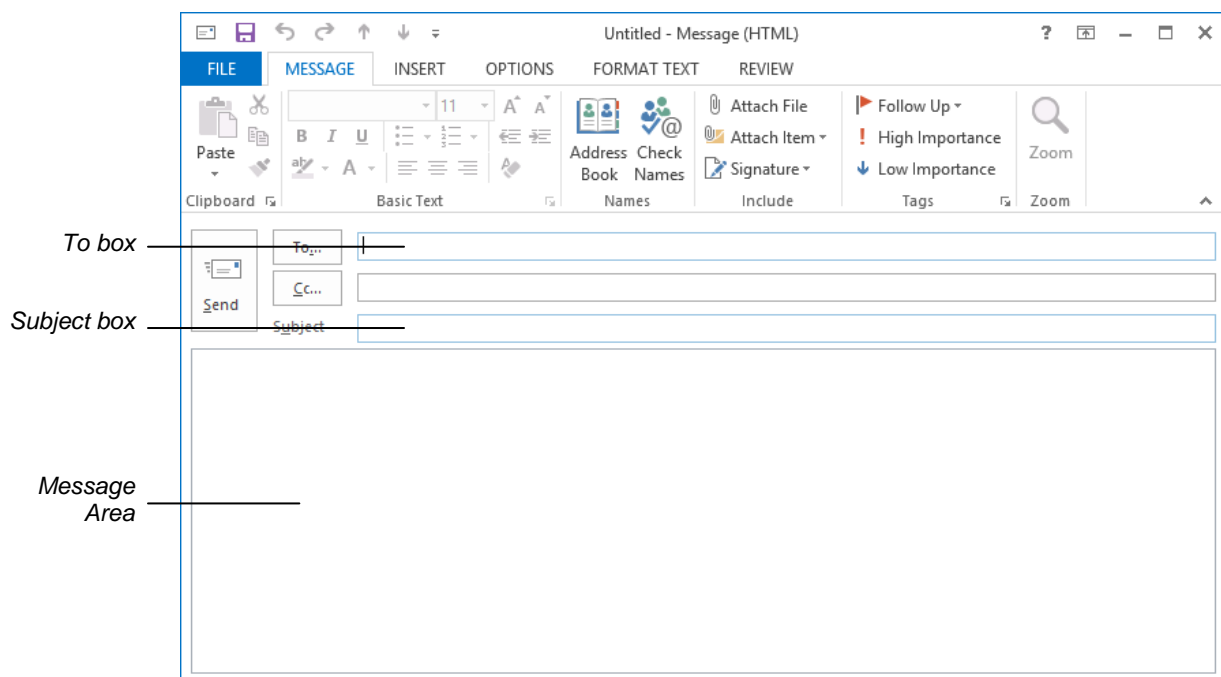 Untitled - Message (HTML)
?
FILE MESSAGE INSERT OPTIONS FORMAT TEXT REVIEW
11 A A
Attach File
Follow Up
Paste
B I U
Address Book
Check Names
Attach Item
High Importance
Zoom
ab A
Signature
Low Importance
Clipboard Basic Text Names Include Tags Zoom
To box
To...
Send
Cc...
Subject box
Subject
Message
Area